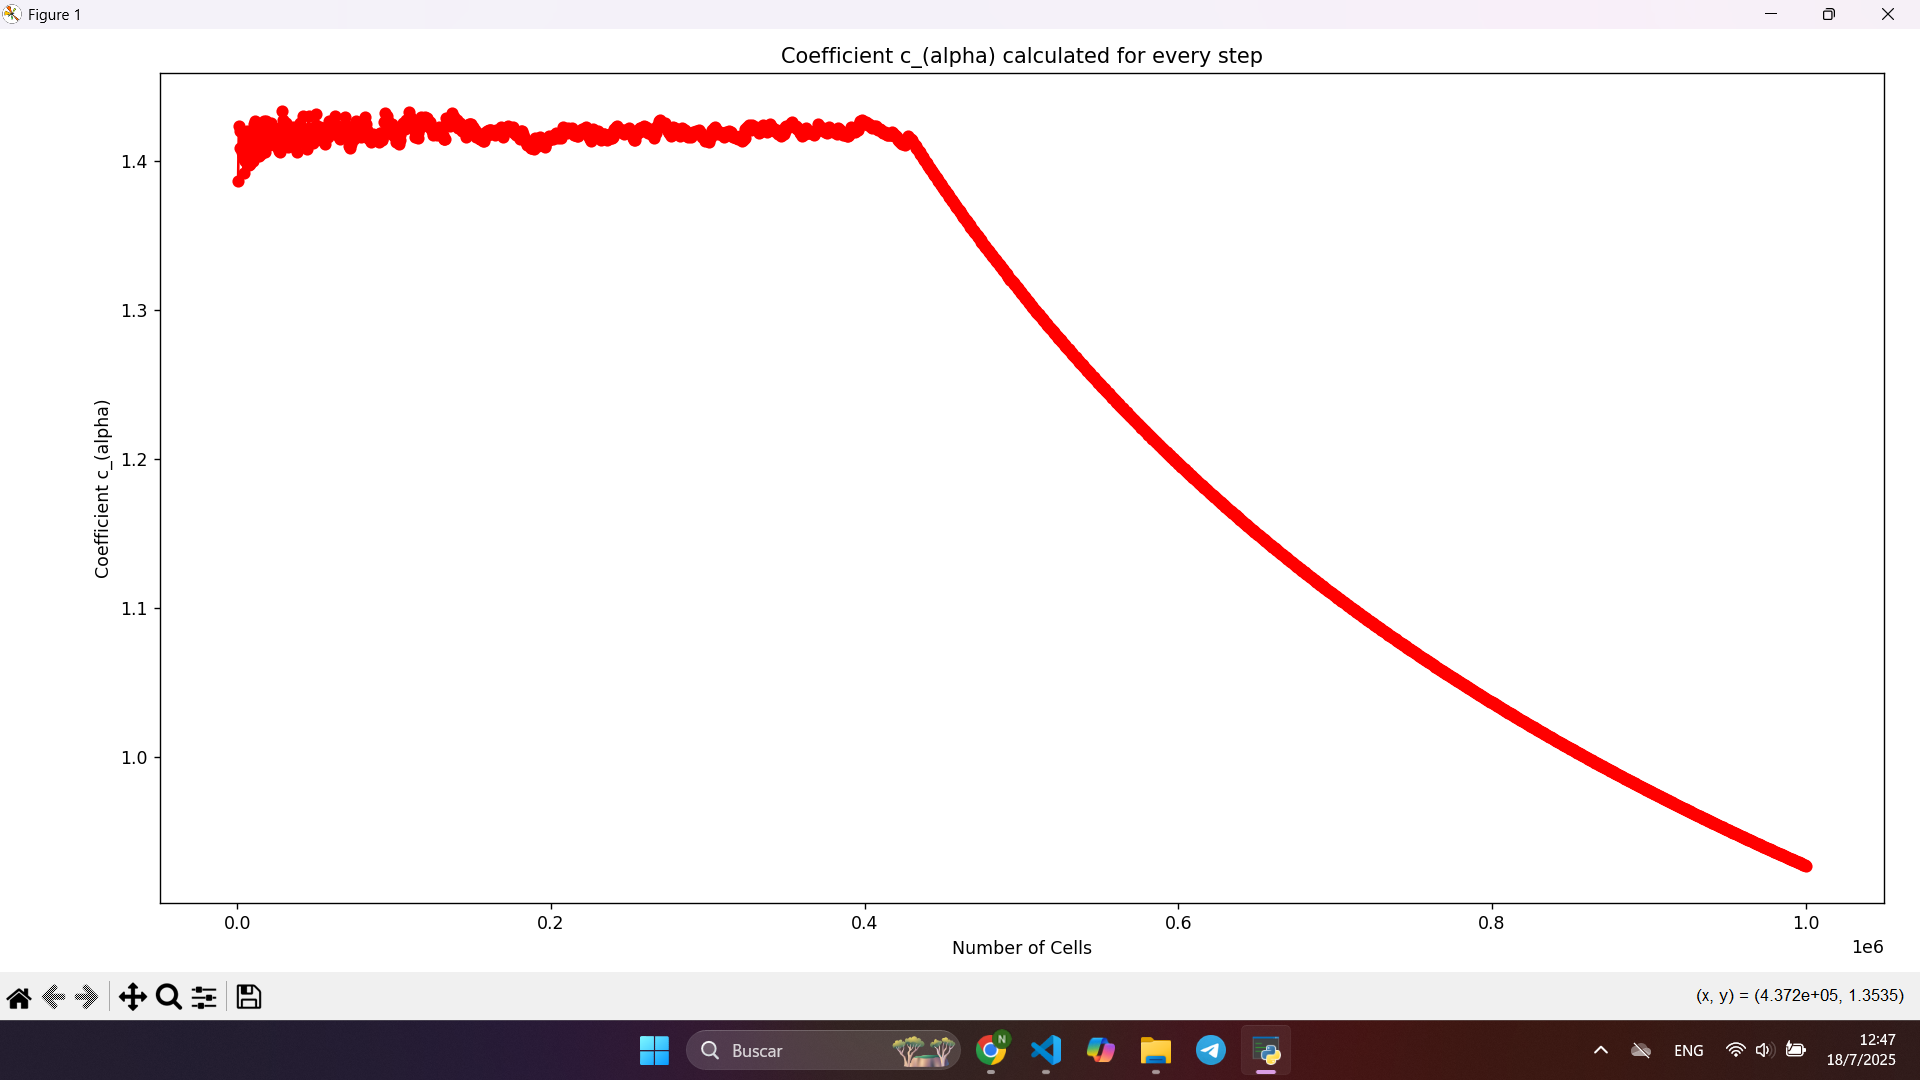 Figure 1
Coefficient c_(alpha) calculated for every step
Coefficient c_(alpha)
1.4
1.3
1.2
1.1
1.0
0.0 0.2 0.4 0.6 0.8 1.0
1e6
Number of Cells
(x, y) = (4.372e+05, 1.3535)
Buscar
N
ENG
12:47
18/7/2025